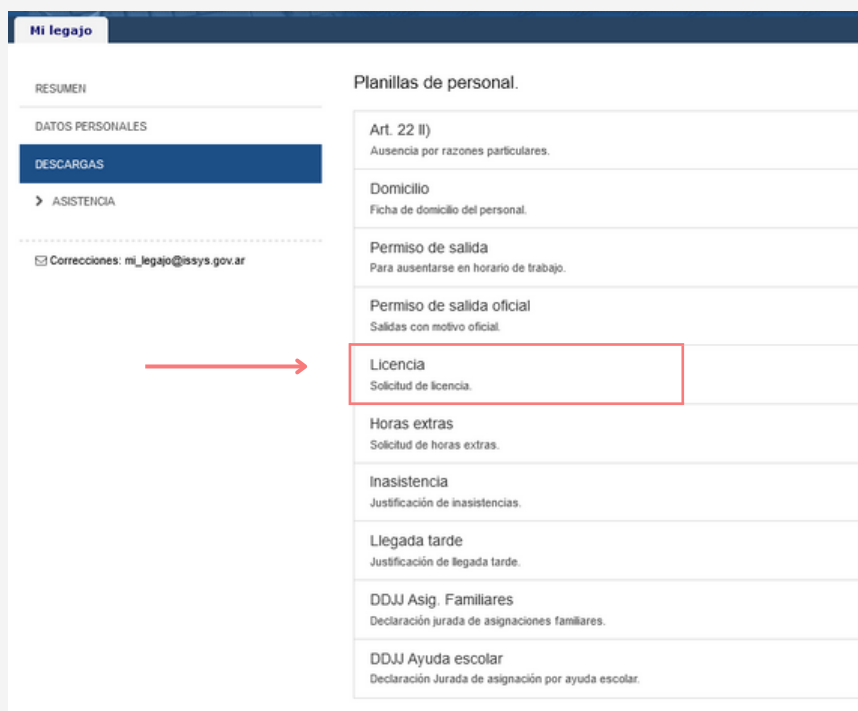 Mi legajo
RESUMEN
DATOS PERSONALES
DESCARGAS
ASISTENCIA
Correcciones: mi_legajo@issys.gov.ar
Planillas de personal.
Art. 22 II)
Ausencia por razones particulares.
Domicilio
Ficha de domicilio del personal.
Permiso de salida
Para ausentarse en horario de trabajo.
Permiso de salida oficial
Salidas con motivo oficial.
Licencia
Solicitud de licencia.
Horas extras
Solicitud de horas extras.
Inasistencia
Justificación de inasistencias.
Llegada tarde
Justificación de llegada tarde.
DDJJ Asig. Familiares
Declaración jurada de asignaciones familiares.
DDJJ Ayuda escolar
Declaración Jurada de asignación por ayuda escolar.